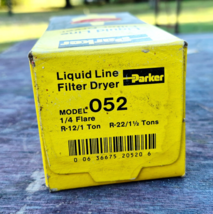 Parker
Liquid Line
Filter Dryer
Parker
MODEL 052
1/4 Flare
R-12/1 Ton R-22/1½ Tons
0 06 36675 20520 6